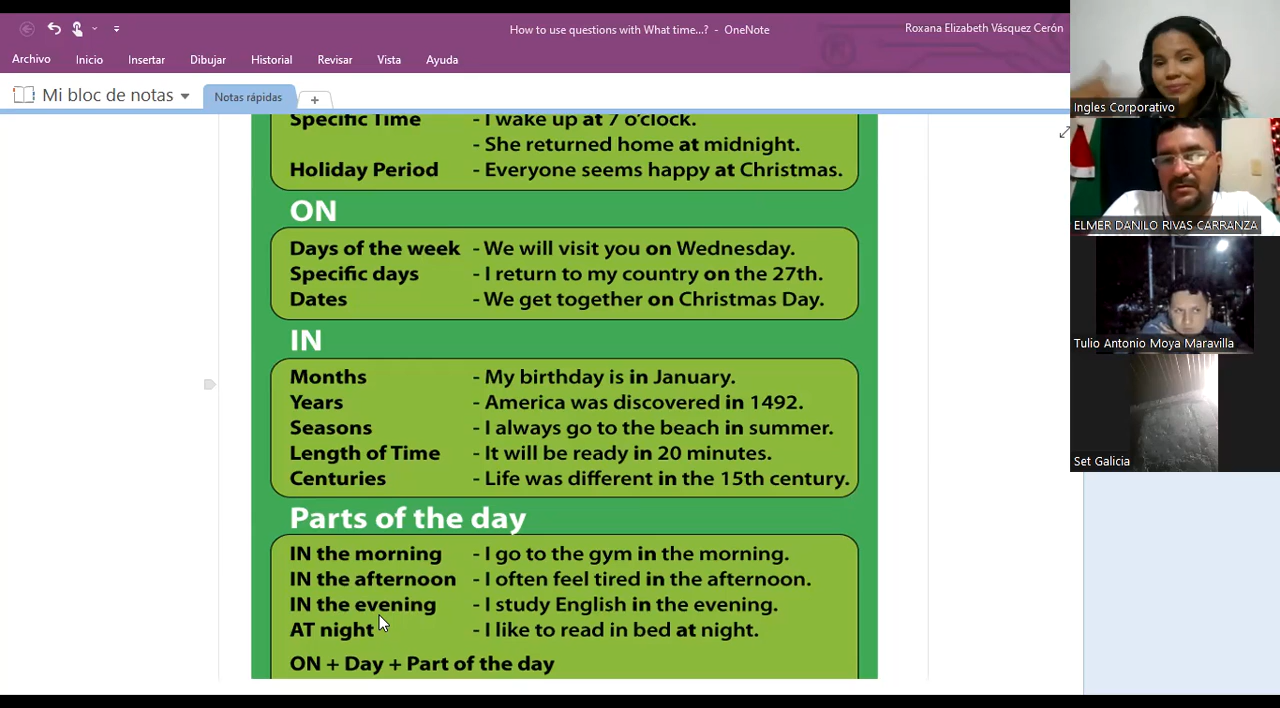 How to use questions with What time...? - OneNote
Roxana Elizabeth Vásquez Cerón
Archivo Inicio Insertar Dibujar Historial Revisar Vista Ayuda
Mi bloc de notas Notas rápidas +
Specific Time - I wake up at 7 o'clock.
- She returned home at midnight.
Holiday Period - Everyone seems happy at Christmas.
ON
Days of the week - We will visit you on Wednesday.
Specific days - I return to my country on the 27th.
Dates - We get together on Christmas Day.
IN
Months - My birthday is in January.
Years - America was discovered in 1492.
Seasons - I always go to the beach in summer.
Length of Time - It will be ready in 20 minutes.
Centuries - Life was different in the 15th century.
Parts of the day
IN the morning - I go to the gym in the morning.
IN the afternoon - I often feel tired in the afternoon.
IN the evening - I study English in the evening.
AT night - I like to read in bed at night.
ON + Day + Part of the day
Ingles Corporativo
ELMER DANILO RIVAS CARRANZA
Tulio Antonio Moya Maravilla
Set Galicia